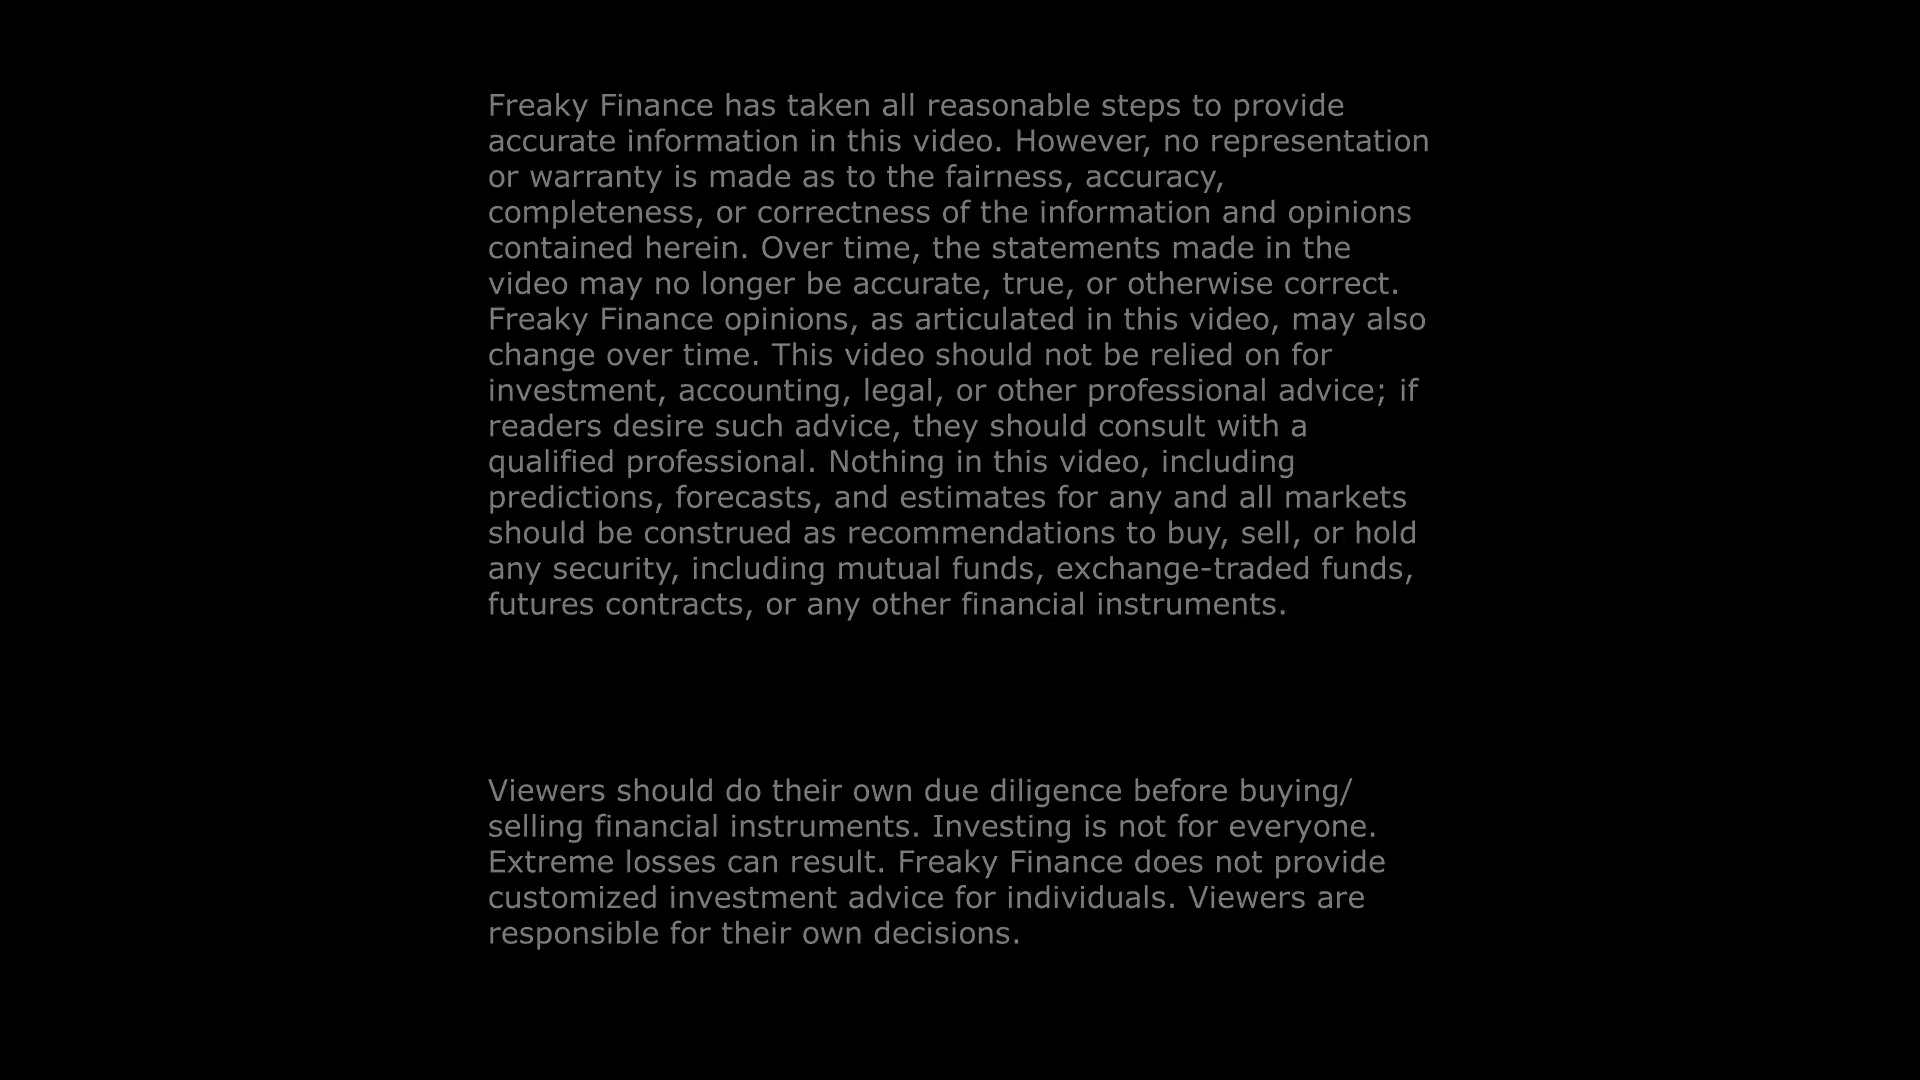 Freaky Finance has taken all reasonable steps to provide
accurate information in this video. However, no representation
or warranty is made as to the fairness, accuracy,
completeness, or correctness of the information and opinions
contained herein. Over time, the statements made in the
video may no longer be accurate, true, or otherwise correct.
Freaky Finance opinions, as articulated in this video, may also
change over time. This video should not be relied on for
investment, accounting, legal, or other professional advice; if
readers desire such advice, they should consult with a
qualified professional. Nothing in this video, including
predictions, forecasts, and estimates for any and all markets
should be construed as recommendations to buy, sell, or hold
any security, including mutual funds, exchange-traded funds,
futures contracts, or any other financial instruments.
Viewers should do their own due diligence before buying/
selling financial instruments. Investing is not for everyone.
Extreme losses can result. Freaky Finance does not provide
customized investment advice for individuals. Viewers are
responsible for their own decisions.